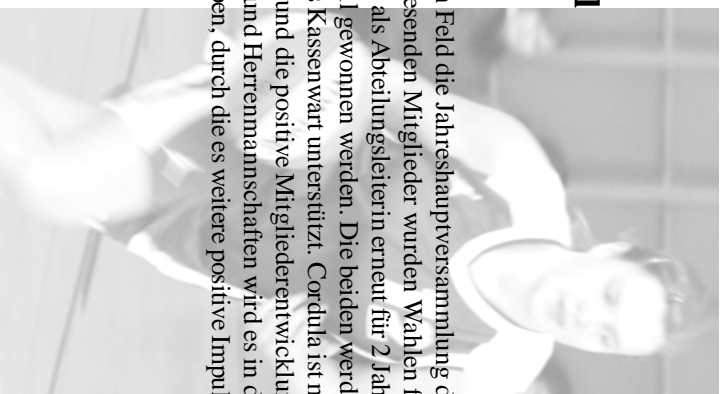 Feld die Jahreshauptversammlung
esenden Mitglieder wurden Wahlen f
als Abteilungsleiterin erneut für 2 Jah
l gewonnen werden. Die beiden werd
s Kassenwart unterstützt. Cordula ist n
und die positive Mitgliederentwicklu
und Herrenmannschaften wird es in d
ben, durch die es weitere positive Impul